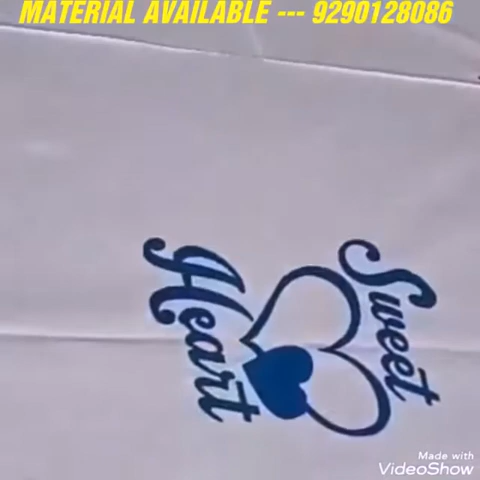 MATERIAL AVAILABLE --- 9290128086
Sweet
Heart
Made with
VideoShow